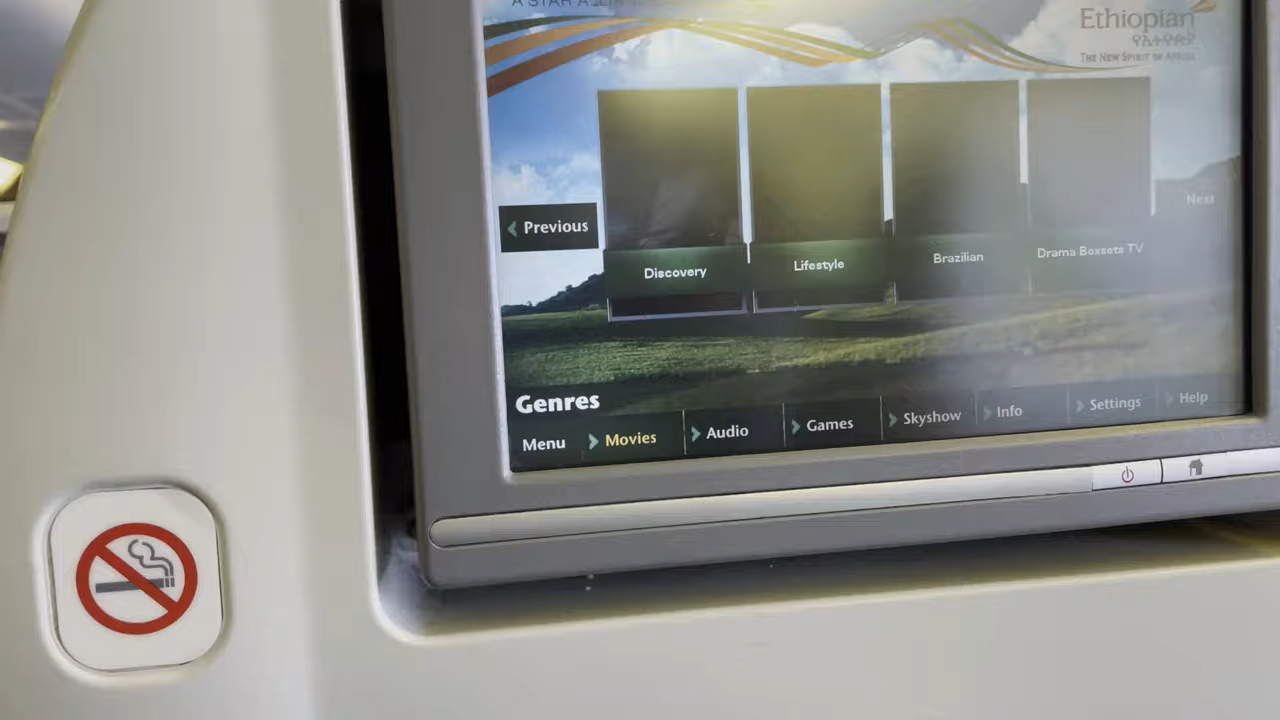 A STAR ALLIANCE
Ethiopian
የኢትዮጵያ
THE NEW SPIRIT OF AFRICA
Previous
Discovery
Lifestyle
Brazilian
Drama Boxsets TV
Next
Genres
Menu
Movies
Audio
Games
Skyshow
Info
Settings
Help